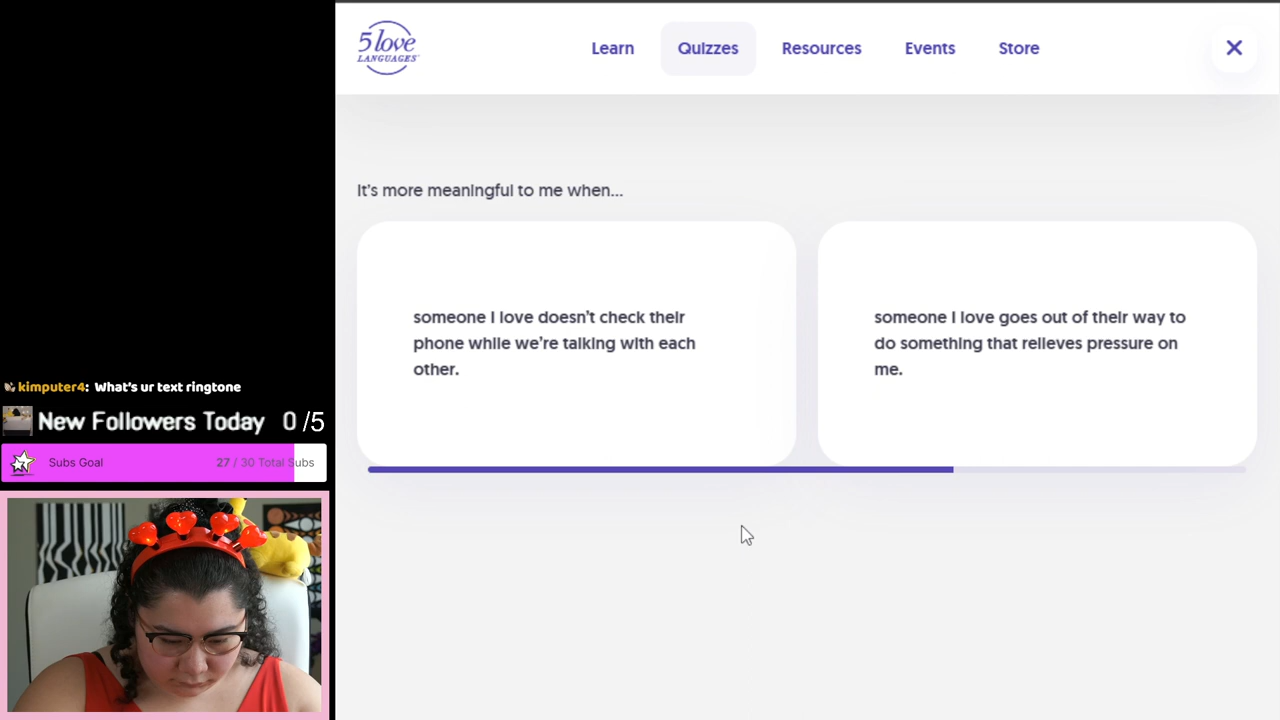 5 love
LANGUAGES
Learn
Quizzes
Resources
Events
Store
It's more meaningful to me when...
someone I love doesn't check their
phone while we're talking with each
other.
someone I love goes out of their way to
do something that relieves pressure on
me.
kimputer4: What's ur text ringtone
New Followers Today 0 /5
Subs Goal 27 / 30 Total Subs